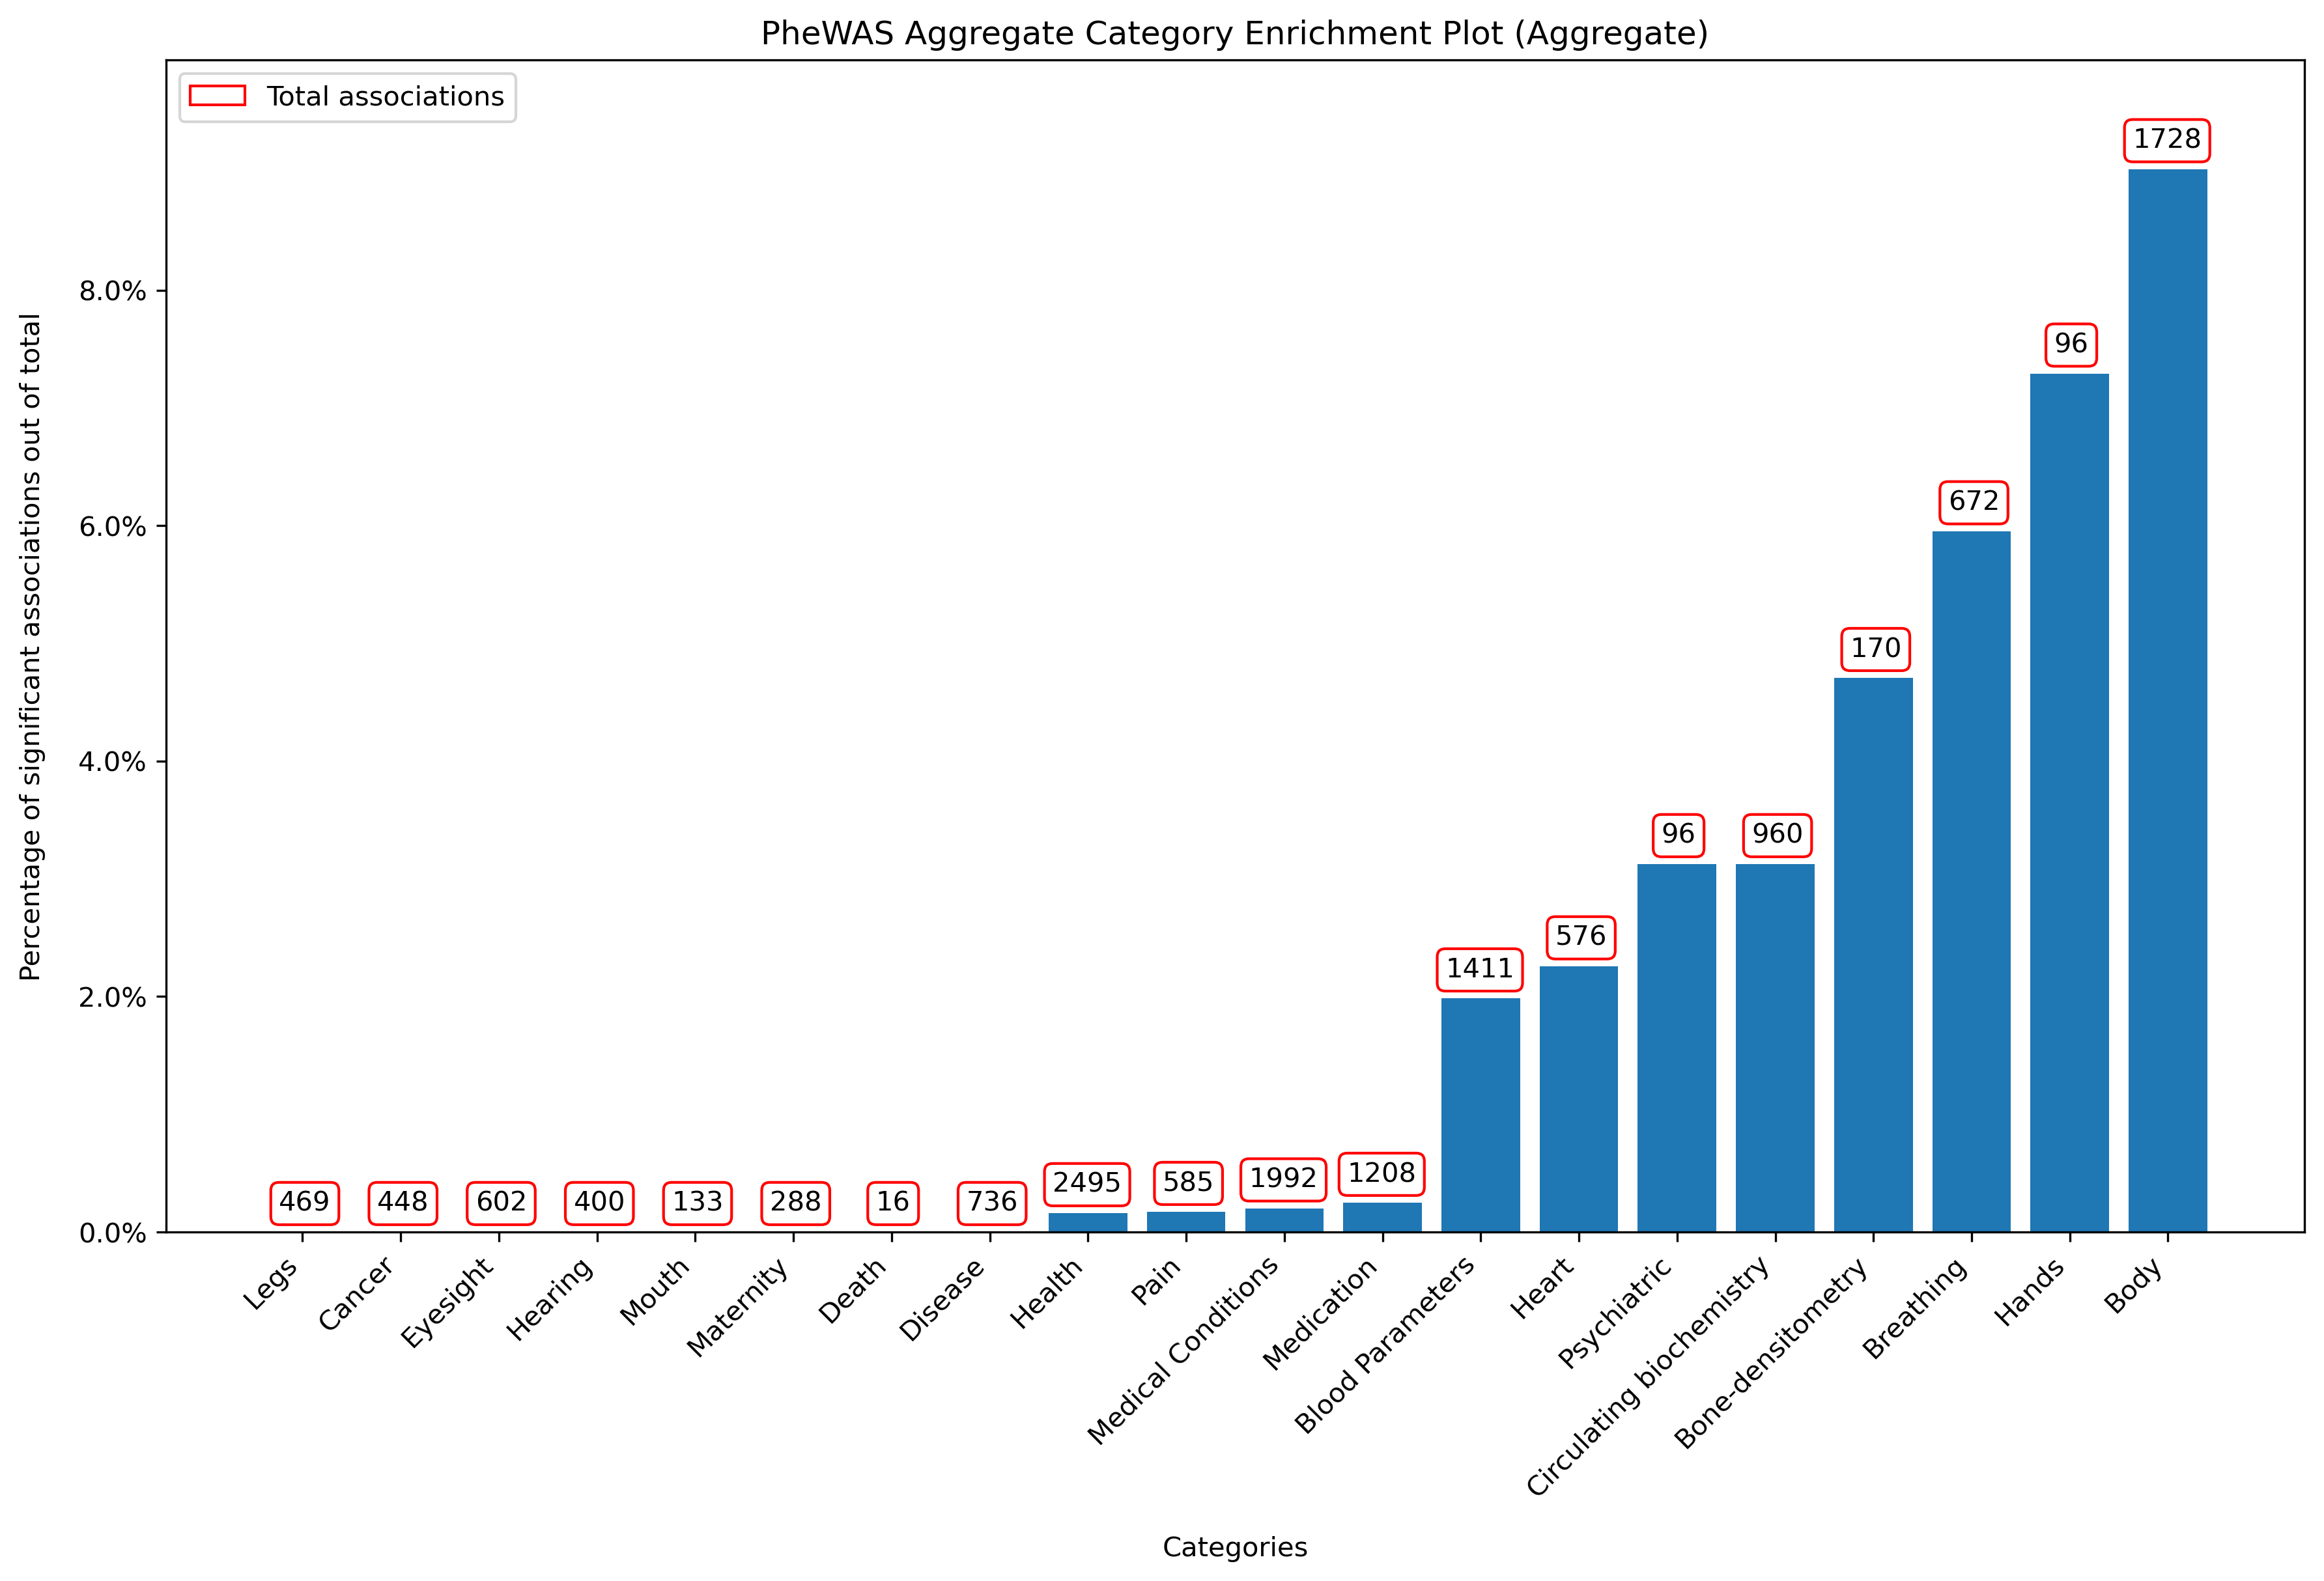 PheWAS Aggregate Category Enrichment Plot (Aggregate)
Total associations
Percentage of significant associations out of total
8.0%
6.0%
4.0%
2.0%
0.0%
469
448
602
400
133
288
16
736
2495
585
1992
1208
1411
576
96
960
170
672
96
1728
Legs
Cancer
Eyesight
Hearing
Mouth
Maternity
Death
Disease
Health
Pain
Medical Conditions
Medication
Blood Parameters
Heart
Psychiatric
Circulating biochemistry
Bone-densitometry
Breathing
Hands
Body
Categories